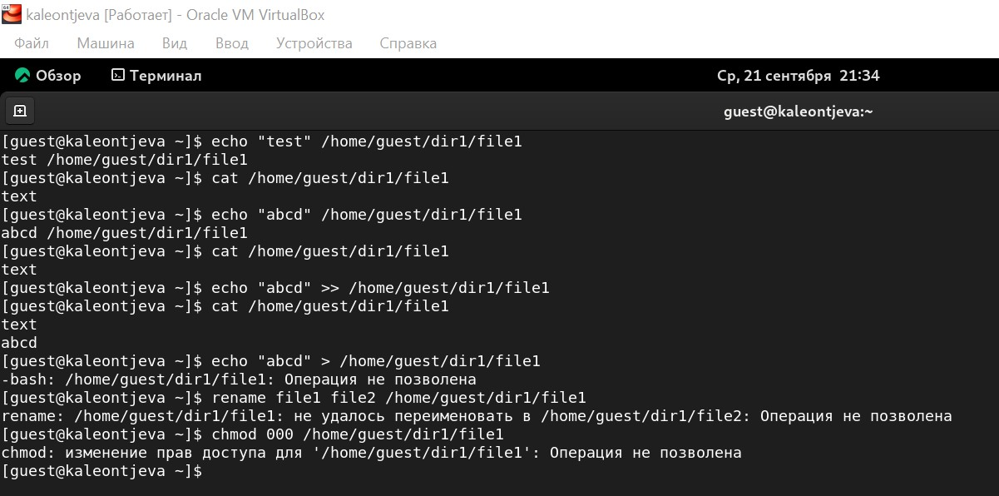 kaleontjeva [Работает] - Oracle VM VirtualBox
Файл Машина Вид Ввод Устройства Справка
Обзор Терминал Ср, 21 сентября 21:34
guest@kaleontjeva:~
[guest@kaleontjeva ~]$ echo "test" /home/guest/dir1/file1
test /home/guest/dir1/file1
[guest@kaleontjeva ~]$ cat /home/guest/dir1/file1
text
[guest@kaleontjeva ~]$ echo "abcd" /home/guest/dir1/file1
abcd /home/guest/dir1/file1
[guest@kaleontjeva ~]$ cat /home/guest/dir1/file1
text
[guest@kaleontjeva ~]$ echo "abcd" >> /home/guest/dir1/file1
[guest@kaleontjeva ~]$ cat /home/guest/dir1/file1
text
abcd
[guest@kaleontjeva ~]$ echo "abcd" > /home/guest/dir1/file1
-bash: /home/guest/dir1/file1: Операция не позволена
[guest@kaleontjeva ~]$ rename file1 file2 /home/guest/dir1/file1
rename: /home/guest/dir1/file1: не удалось переименовать в /home/guest/dir1/file2: Операция не позволена
[guest@kaleontjeva ~]$ chmod 000 /home/guest/dir1/file1
chmod: изменение прав доступа для '/home/guest/dir1/file1': Операция не позволена
[guest@kaleontjeva ~]$